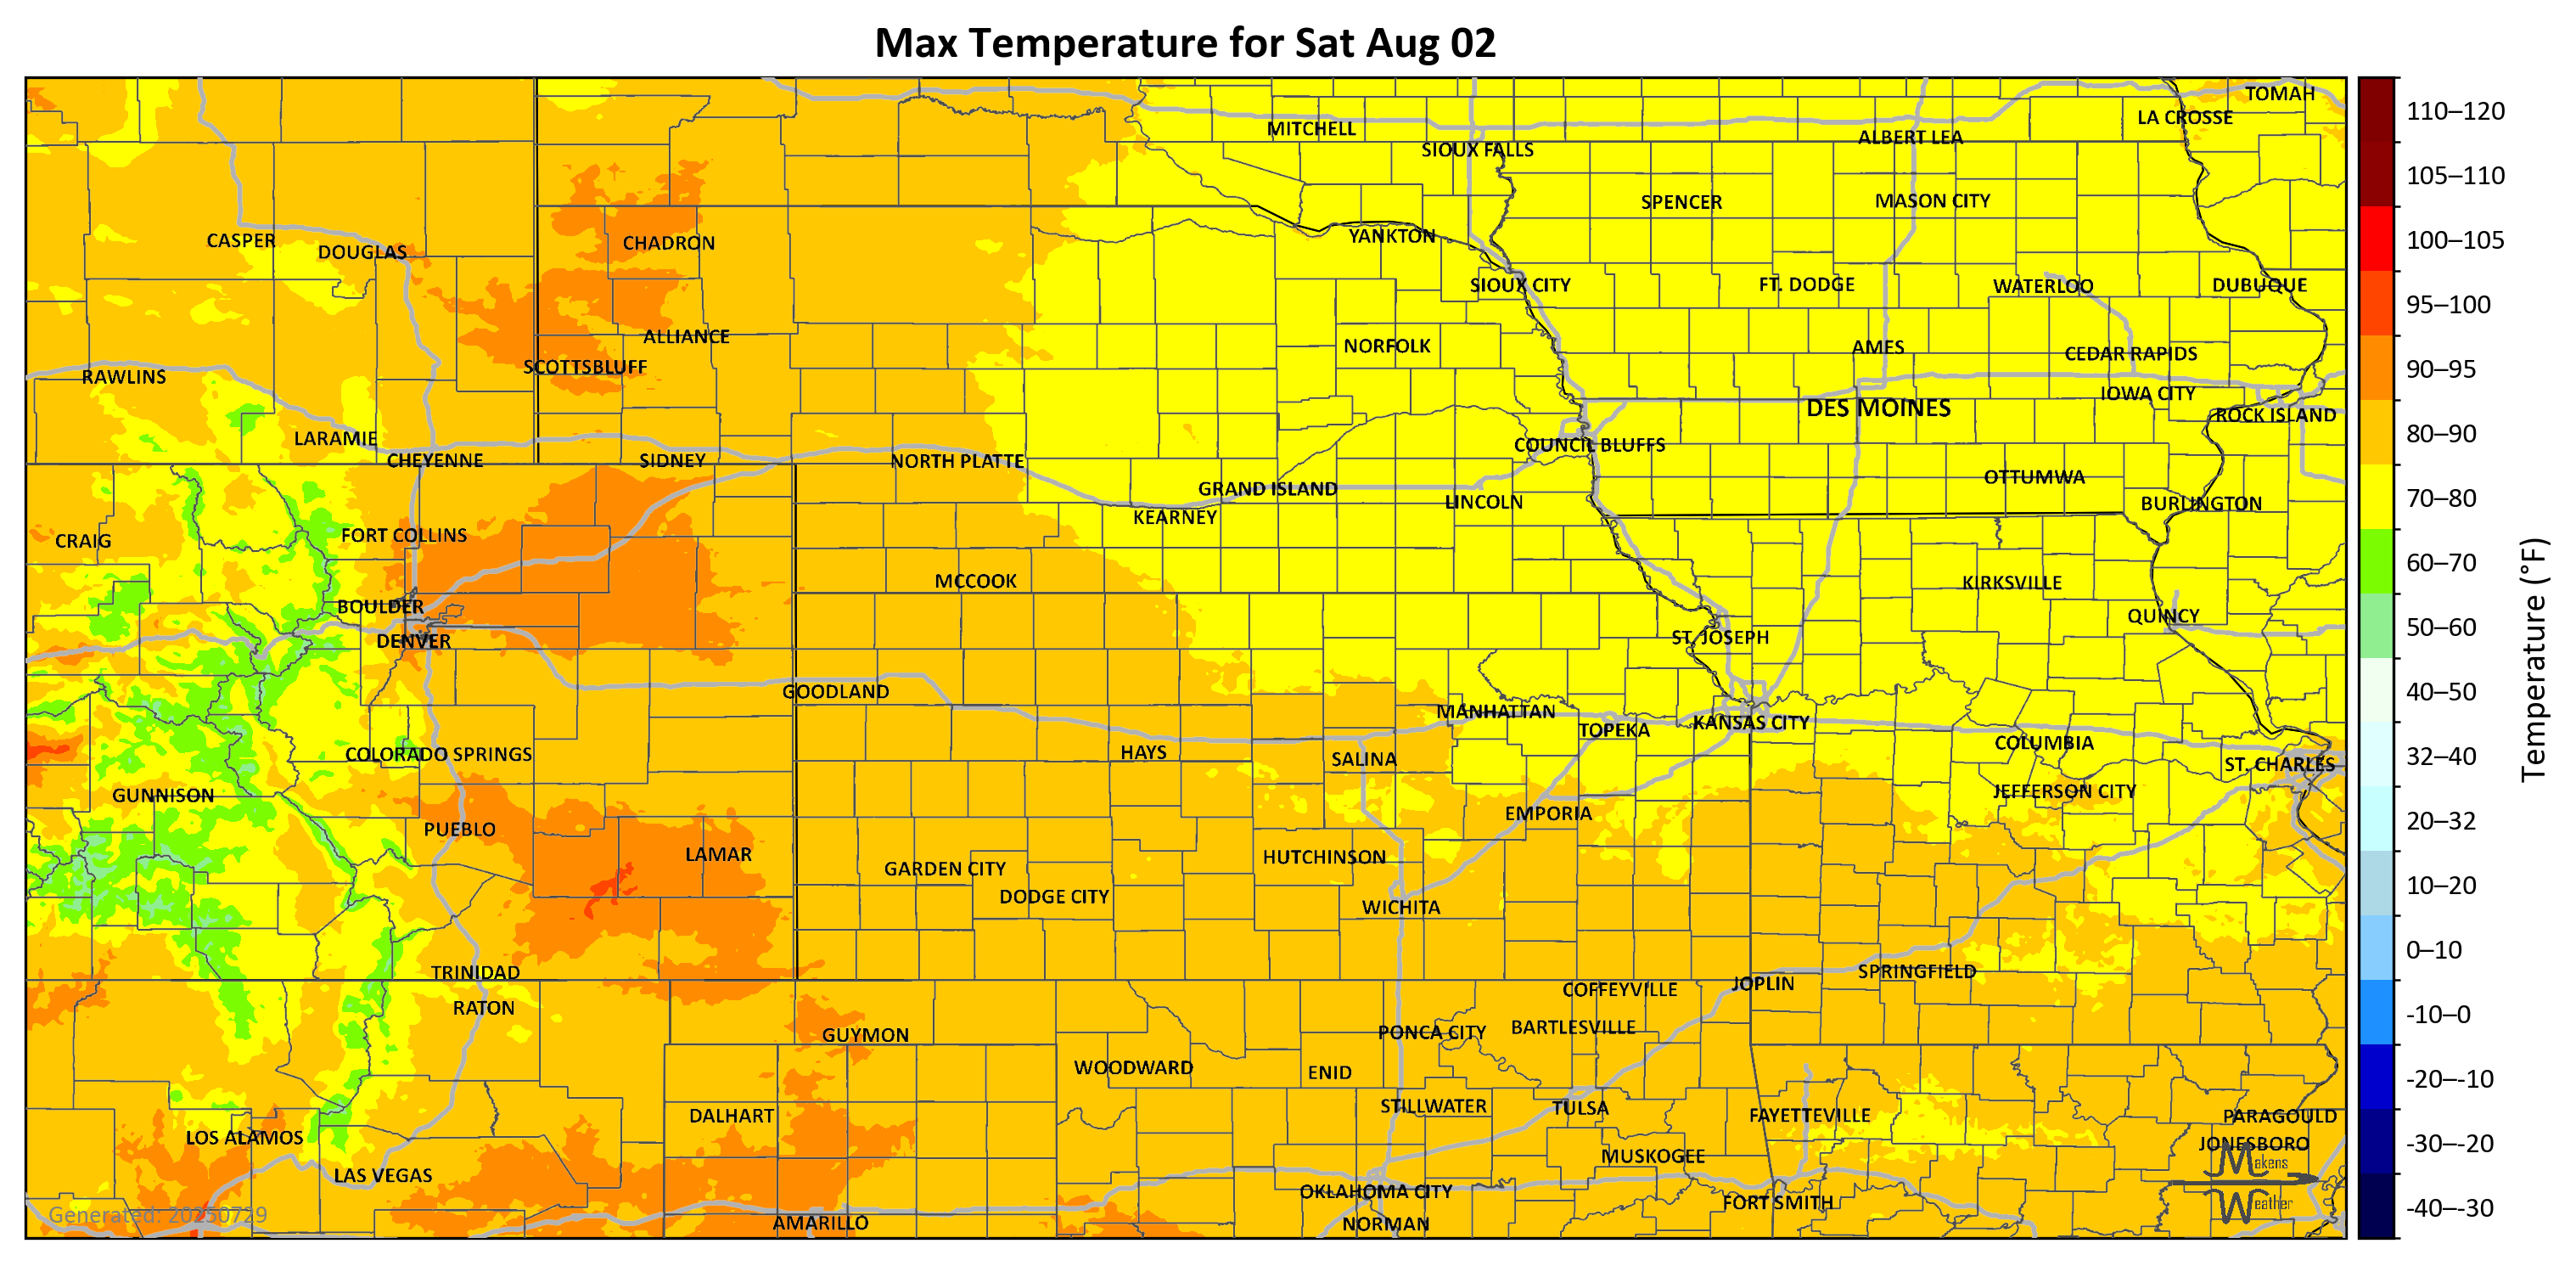 Max Temperature for Sat Aug 02
TOMAH
LA CROSSE
MITCHELL
ALBERT LEA
SIOUX FALLS
SPENCER
MASON CITY
YANKTON
CASPER
CHADRON
DOUGLAS
SIOUX CITY
FT. DODGE
WATERLOO
DUBUQUE
ALLIANCE
NORFOLK
AMES
CEDAR RAPIDS
SCOTTSBLUFF
RAWLINS
IOWA CITY
DES MOINES
ROCK ISLAND
LARAMIE
COUNCIL BLUFFS
CHEYENNE
SIDNEY
NORTH PLATTE
OTTUMWA
GRAND ISLAND
LINCOLN
BURLINGTON
KEARNEY
FORT COLLINS
CRAIG
MCCOOK
KIRKSVILLE
BOULDER
QUINCY
DENVER
ST. JOSEPH
GOODLAND
MANHATTAN
KANSAS CITY
TOPEKA
COLUMBIA
COLORADO SPRINGS
HAYS
SALINA
ST. CHARLES
GUNNISON
JEFFERSON CITY
EMPORIA
PUEBLO
LAMAR
HUTCHINSON
GARDEN CITY
DODGE CITY
WICHITA
TRINIDAD
SPRINGFIELD
JOPLIN
COFFEYVILLE
RATON
BARTLESVILLE
PONCA CITY
GUYMON
WOODWARD
ENID
STILLWATER
TULSA
DALHART
FAYETTEVILLE
PARAGOULD
LOS ALAMOS
JONESBORO
MUSKOGEE
LAS VEGAS
OKLAHOMA CITY
FORT SMITH
AMARILLO
NORMAN
Generated: 20250729
Makens
Weather
110–120
105–110
100–105
95–100
90–95
80–90
70–80
60–70
50–60
40–50
32–40
20–32
10–20
0–10
-10–0
-20–-10
-30–-20
-40–-30
Temperature (°F)